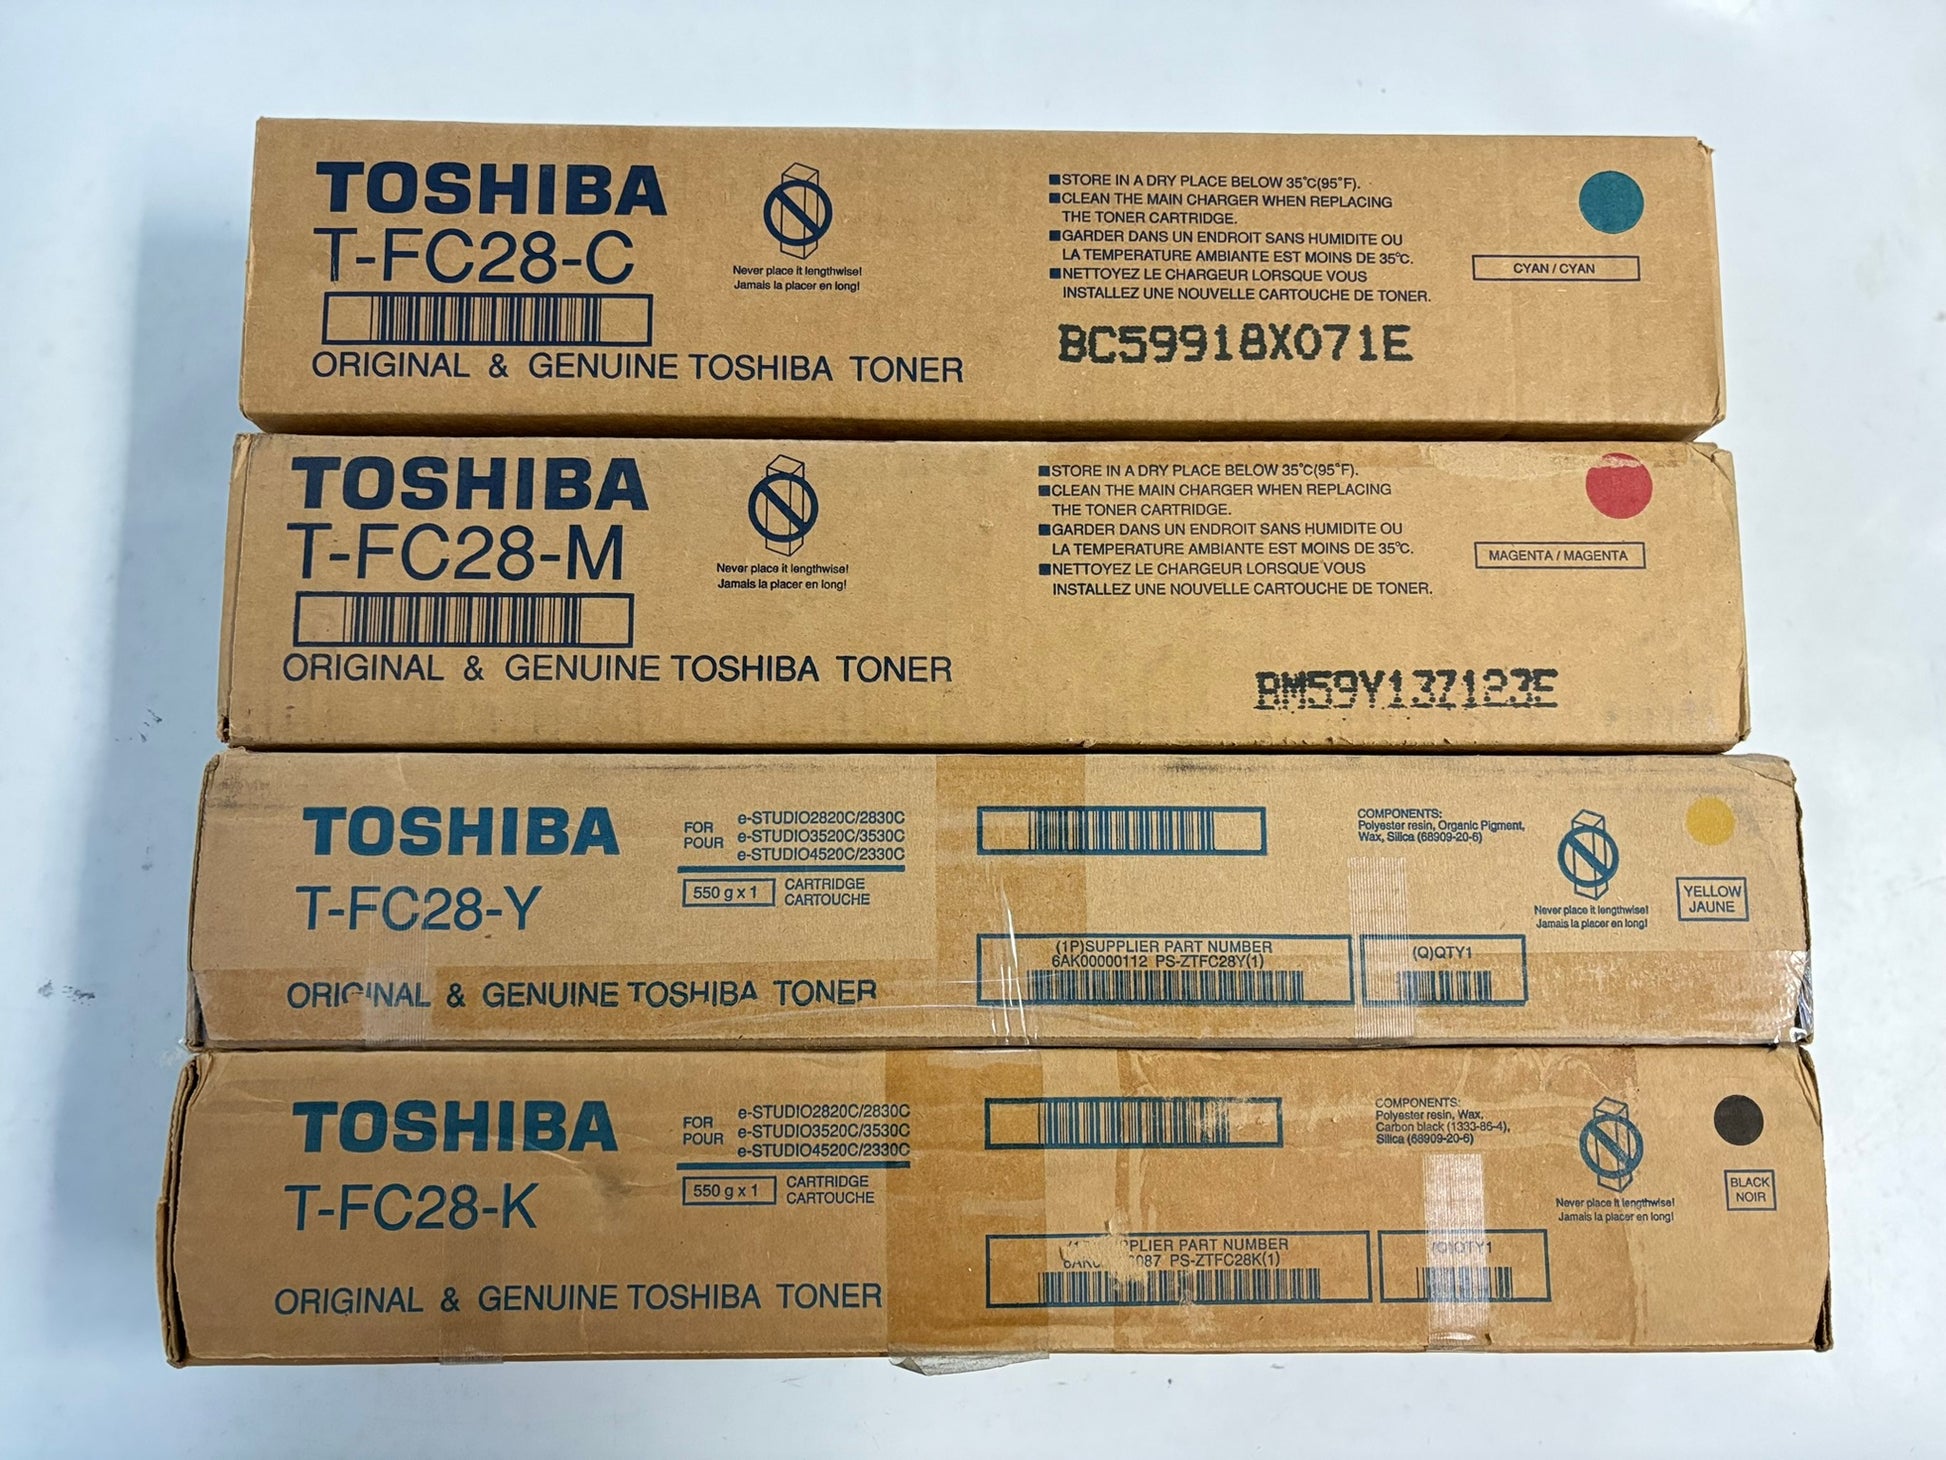 TOSHIBA
T-FC28-C
ORIGINAL & GENUINE TOSHIBA TONER
Never place it lengthwise!
Jamais la placer en long!
■STORE IN A DRY PLACE BELOW 35°C(95°F).
■CLEAN THE MAIN CHARGER WHEN REPLACING
THE TONER CARTRIDGE.
■GARDER DANS UN ENDROIT SANS HUMIDITE OU
LA TEMPERATURE AMBIANTE EST MOINS DE 35°C.
■NETTOYEZ LE CHARGEUR LORSQUE VOUS
INSTALLEZ UNE NOUVELLE CARTOUCHE DE TONER.
BC59918X071E
CYAN / CYAN
TOSHIBA
T-FC28-M
ORIGINAL & GENUINE TOSHIBA TONER
Never place it lengthwise!
Jamais la placer en long!
■STORE IN A DRY PLACE BELOW 35°C(95°F).
■CLEAN THE MAIN CHARGER WHEN REPLACING
THE TONER CARTRIDGE.
■GARDER DANS UN ENDROIT SANS HUMIDITE OU
LA TEMPERATURE AMBIANTE EST MOINS DE 35°C.
■NETTOYEZ LE CHARGEUR LORSQUE VOUS
INSTALLEZ UNE NOUVELLE CARTOUCHE DE TONER.
MAGENTA / MAGENTA
TOSHIBA
T-FC28-Y
ORIGINAL & GENUINE TOSHIBA TONER
FOR
POUR
e-STUDIO2820C/2830C
e-STUDIO3520C/3530C
e-STUDIO4520C/2330C
550 g x 1
CARTRIDGE
CARTOUCHE
(1P)SUPPLIER PART NUMBER
6AK00000112 PS-ZTFC28Y(1)
(Q)QTY1
COMPONENTS:
Polyester resin, Organic Pigment,
Wax, Silica (68909-20-6)
Never place it lengthwise!
Jamais la placer en long!
YELLOW
JAUNE
TOSHIBA
T-FC28-K
ORIGINAL & GENUINE TOSHIBA TONER
FOR
POUR
e-STUDIO2820C/2830C
e-STUDIO3520C/3530C
e-STUDIO4520C/2330C
550 g x 1
CARTRIDGE
CARTOUCHE
PART NUMBER
PS-ZTFC28K(1)
(Q)QTY1
COMPONENTS:
Polyester resin, Wax,
Carbon black (1333-86-4),
Silica (68909-20-6)
Never place it lengthwise!
Jamais la placer en long!
BLACK
NOIR